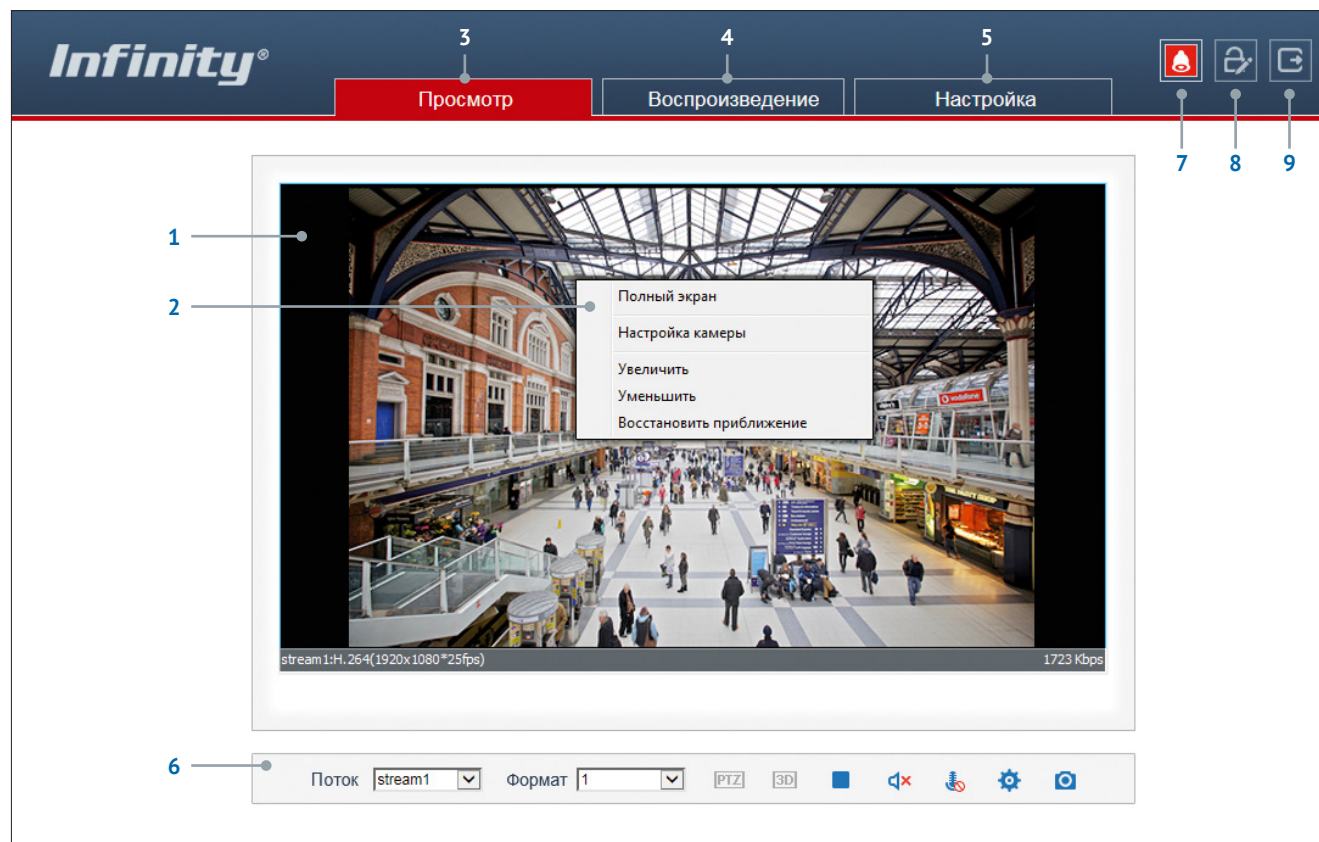 Infinity®
3
4
5
Просмотр
Воспроизведение
Настройка
7
8
9
1
2
Полный экран
Настройка камеры
Увеличить
Уменьшить
Восстановить приближение
vodafone
stream1:H.264(1920x1080*25fps)
1723 Kbps
6
Поток stream1 Формат 1 PTZ 3D